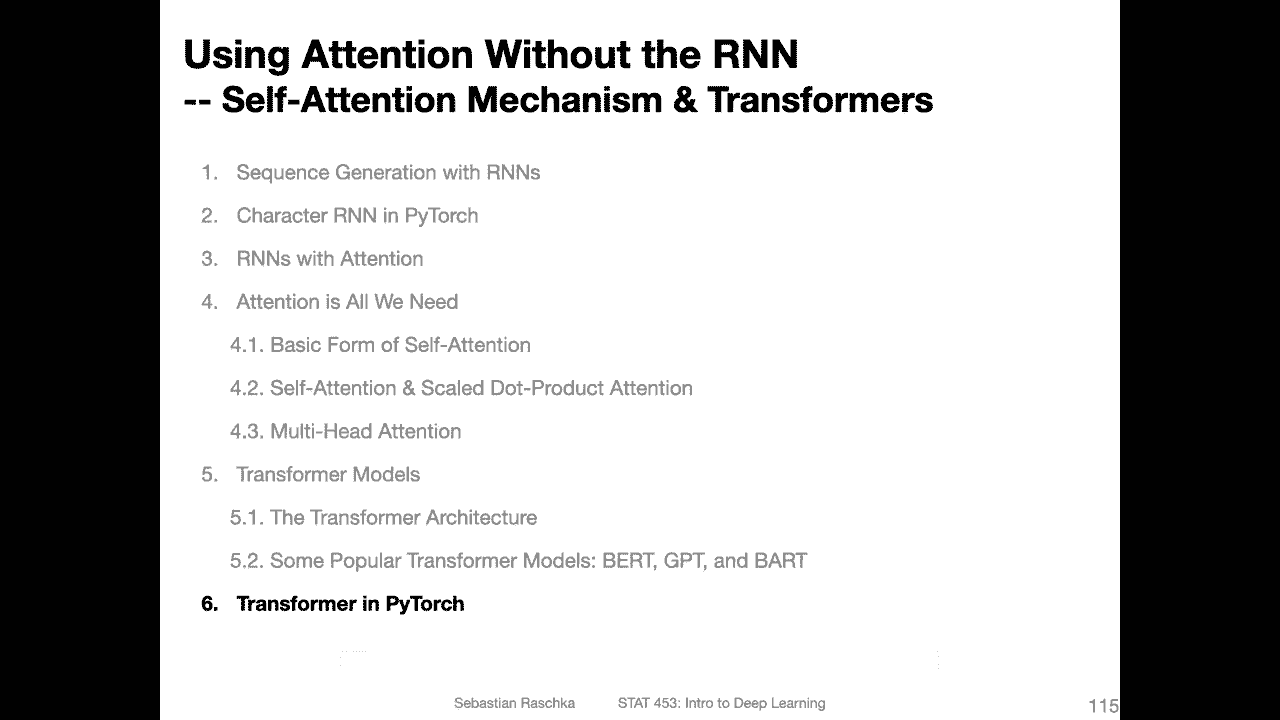 Using Attention Without the RNN
-- Self-Attention Mechanism & Transformers
1. Sequence Generation with RNNs
2. Character RNN in PyTorch
3. RNNs with Attention
4. Attention is All We Need
4.1. Basic Form of Self-Attention
4.2. Self-Attention & Scaled Dot-Product Attention
4.3. Multi-Head Attention
5. Transformer Models
5.1. The Transformer Architecture
5.2. Some Popular Transformer Models: BERT, GPT, and BART
6. Transformer in PyTorch
Sebastian Raschka STAT 453: Intro to Deep Learning 115